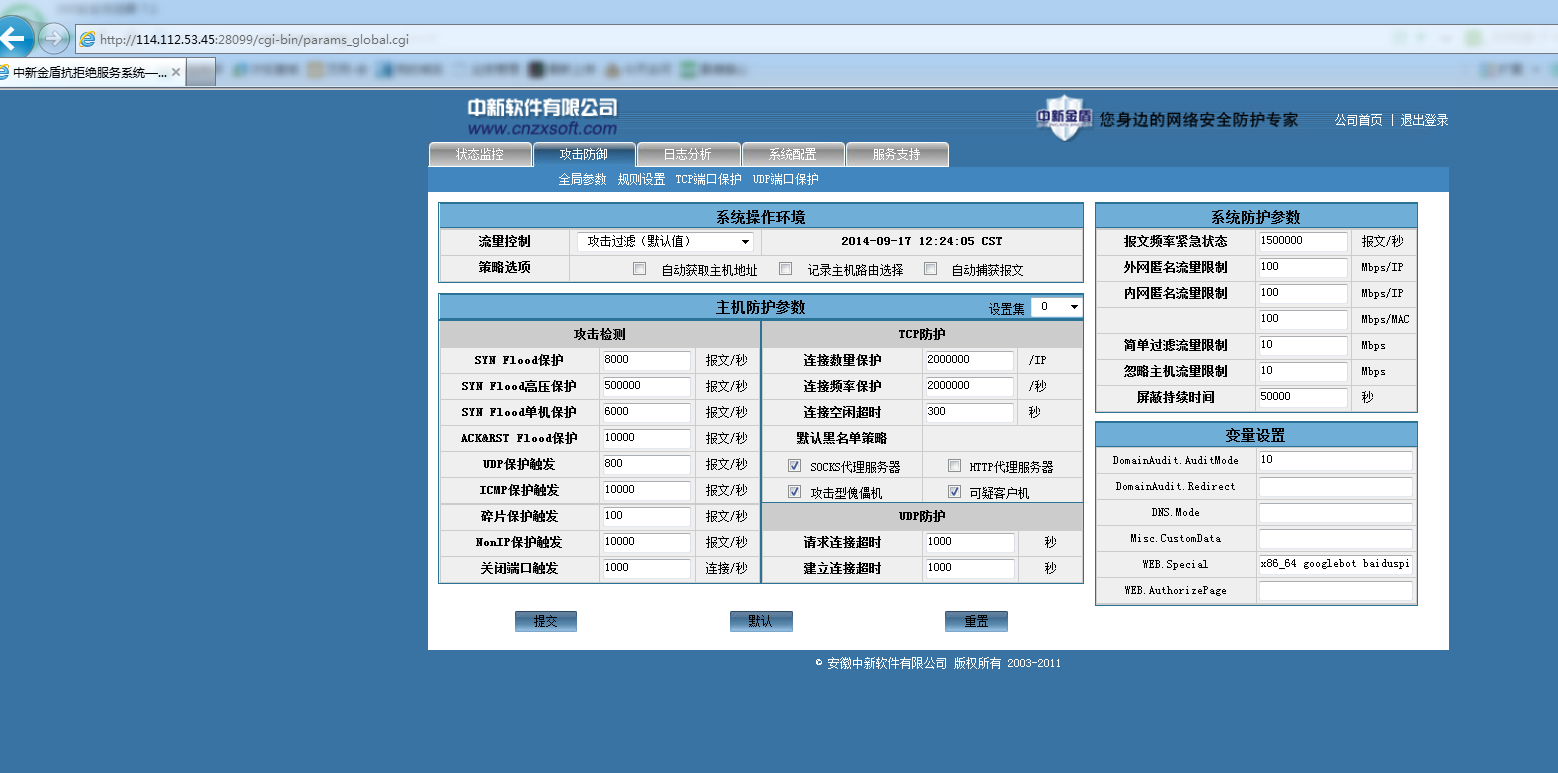 http://114.112.53.45:28099/cgi-bin/params_global.cgi
中新金盾抗拒绝服务系统—... ×
中新软件有限公司
www.cnzxsoft.com
中新金盾 您身边的网络安全防护专家
公司首页 | 退出登录
状态监控 攻击防御 日志分析 系统配置 服务支持
全局参数 规则设置 TCP端口保护 UDP端口保护
系统操作环境
流量控制 攻击过滤（默认值） 2014-09-17 12:24:05 CST
策略选项 自动获取主机地址 记录主机路由选择 自动捕获报文
主机防护参数 设置集 0
攻击检测
SYN Flood保护 8000 报文/秒
SYN Flood高压保护 500000 报文/秒
SYN Flood单机保护 6000 报文/秒
ACK&RST Flood保护 10000 报文/秒
UDP保护触发 800 报文/秒
ICMP保护触发 10000 报文/秒
碎片保护触发 100 报文/秒
NonIP保护触发 10000 报文/秒
关闭端口触发 1000 连接/秒
TCP防护
连接数量保护 2000000 /IP
连接频率保护 2000000 /秒
连接空闲超时 300 秒
默认黑名单策略
SOCKS代理服务器 HTTP代理服务器
攻击型傀儡机 可疑客户机
UDP防护
请求连接超时 1000 秒
建立连接超时 1000 秒
提交 默认 重置
系统防护参数
报文频率紧急状态 1500000 报文/秒
外网匿名流量限制 100 Mbps/IP
内网匿名流量限制 100 Mbps/IP
100 Mbps/MAC
简单过滤流量限制 10 Mbps
忽略主机流量限制 10 Mbps
屏蔽持续时间 50000 秒
变量设置
DomainAudit.AuditMode 10
DomainAudit.Redirect
DNS.Mode
Misc.CustomData
WEB.Special x86_64 googlebot baiduspi
WEB.AuthorizePage
© 安徽中新软件有限公司 版权所有 2003-2011